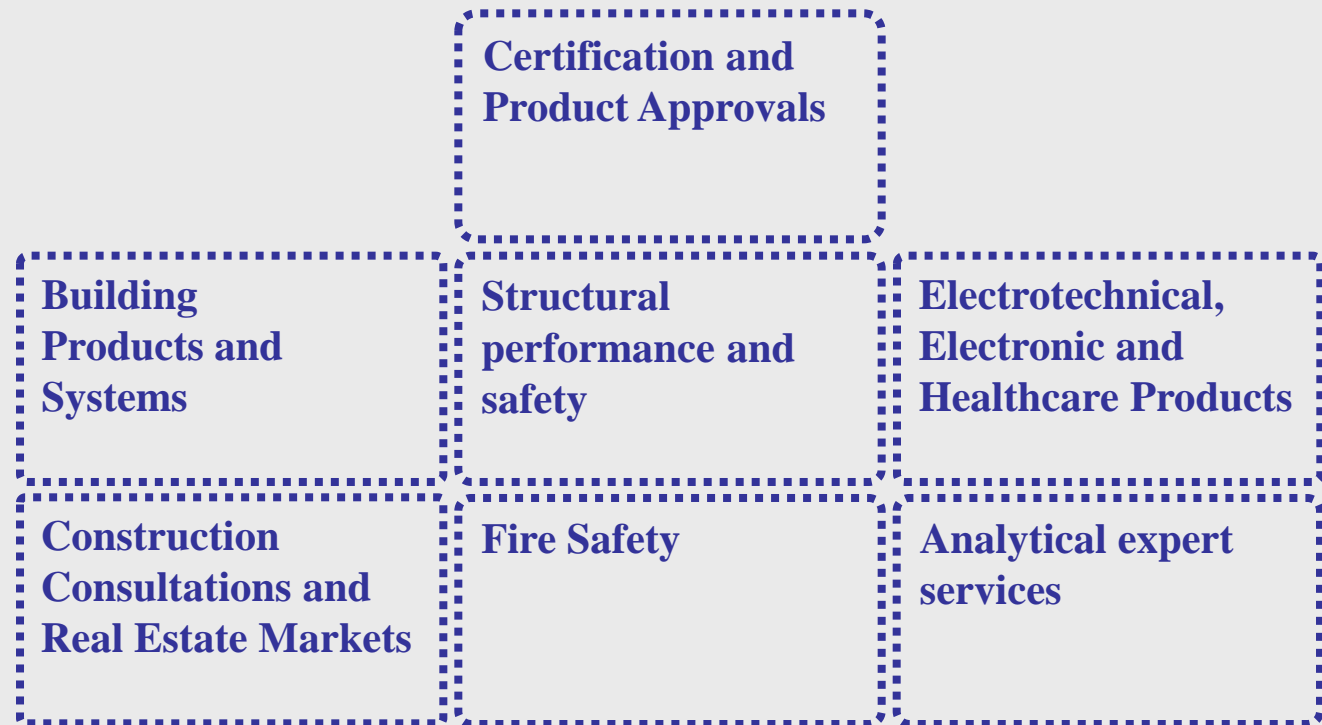 Certification and
Product Approvals
Building
Products and
Systems
Structural
performance and
safety
Electrotechnical,
Electronic and
Healthcare Products
Construction
Consultations and
Real Estate Markets
Fire Safety
Analytical expert
services